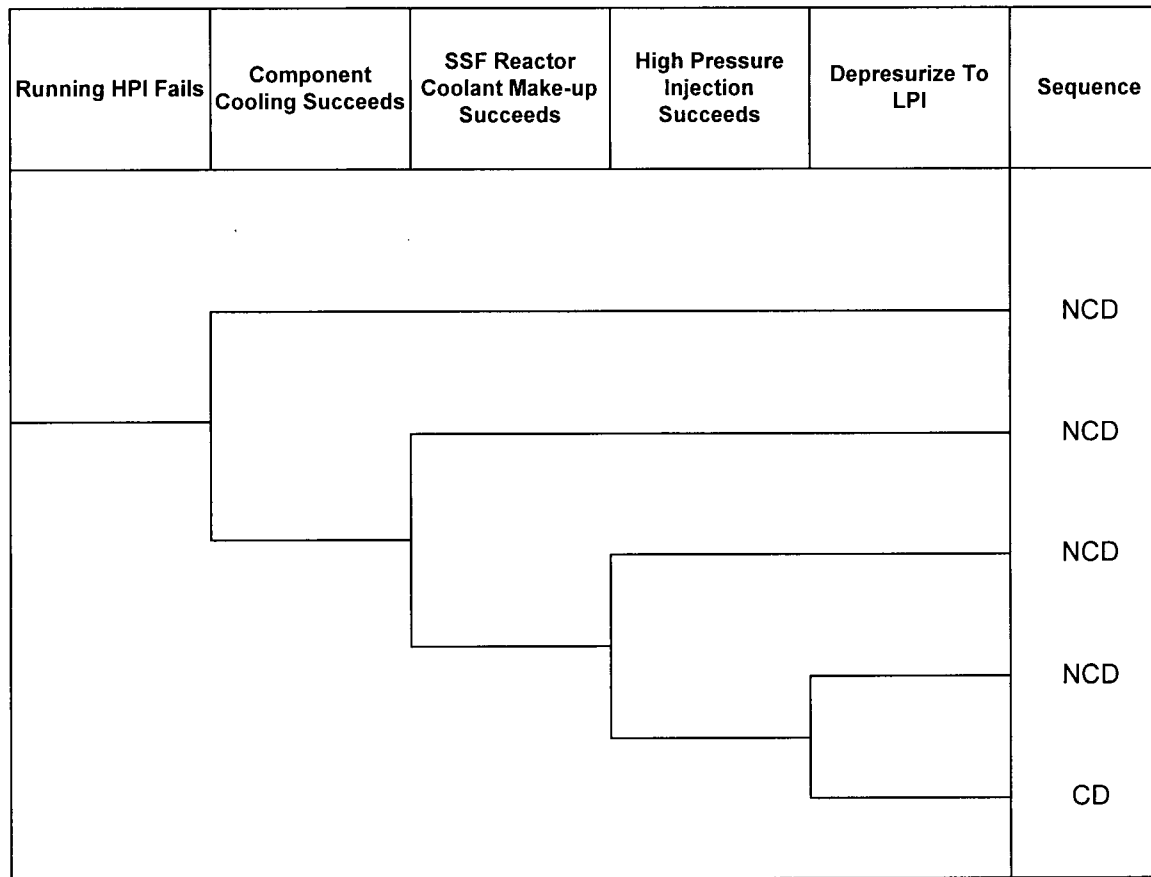 Running HPI Fails
Component
Cooling Succeeds
SSF Reactor
Coolant Make-up
Succeeds
High Pressure
Injection
Succeeds
Depresurize To
LPI
Sequence
NCD
NCD
NCD
NCD
CD